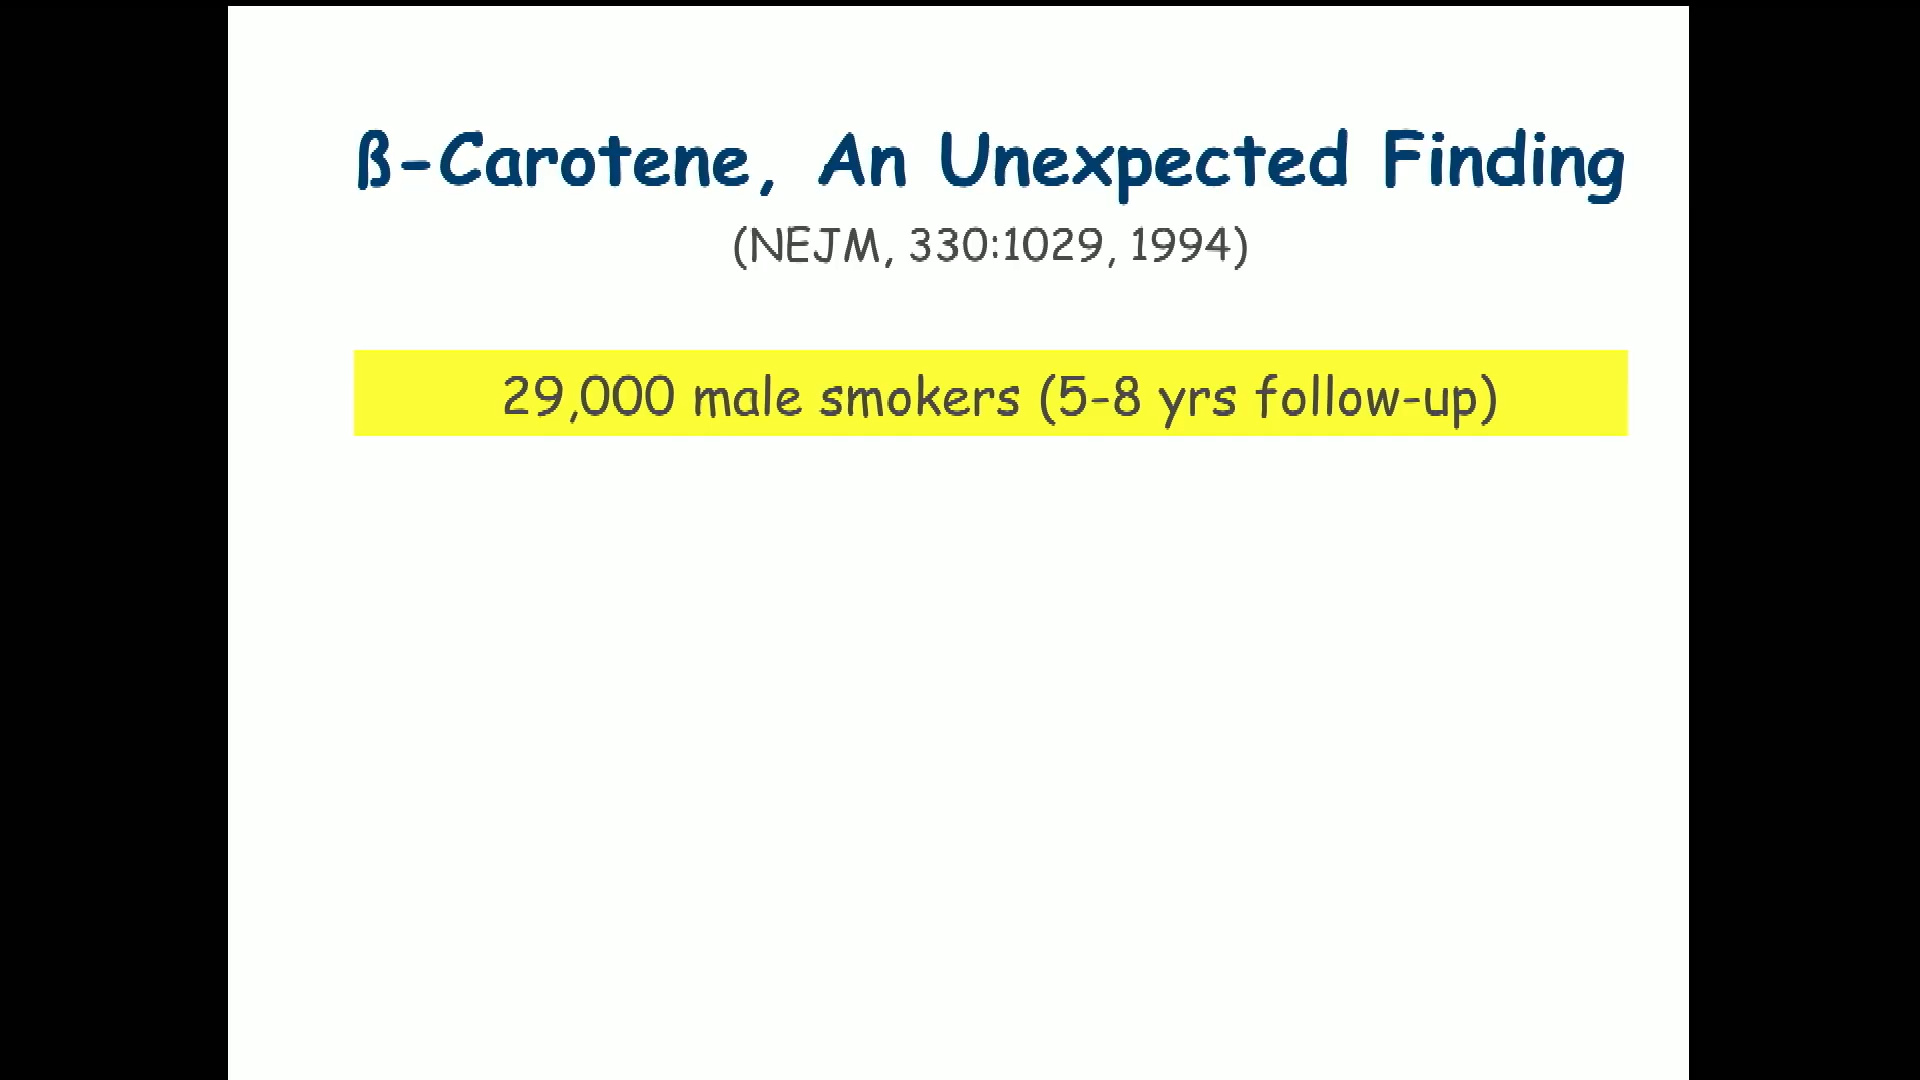 ß-Carotene, An Unexpected Finding
(NEJM, 330:1029, 1994)
29,000 male smokers (5-8 yrs follow-up)